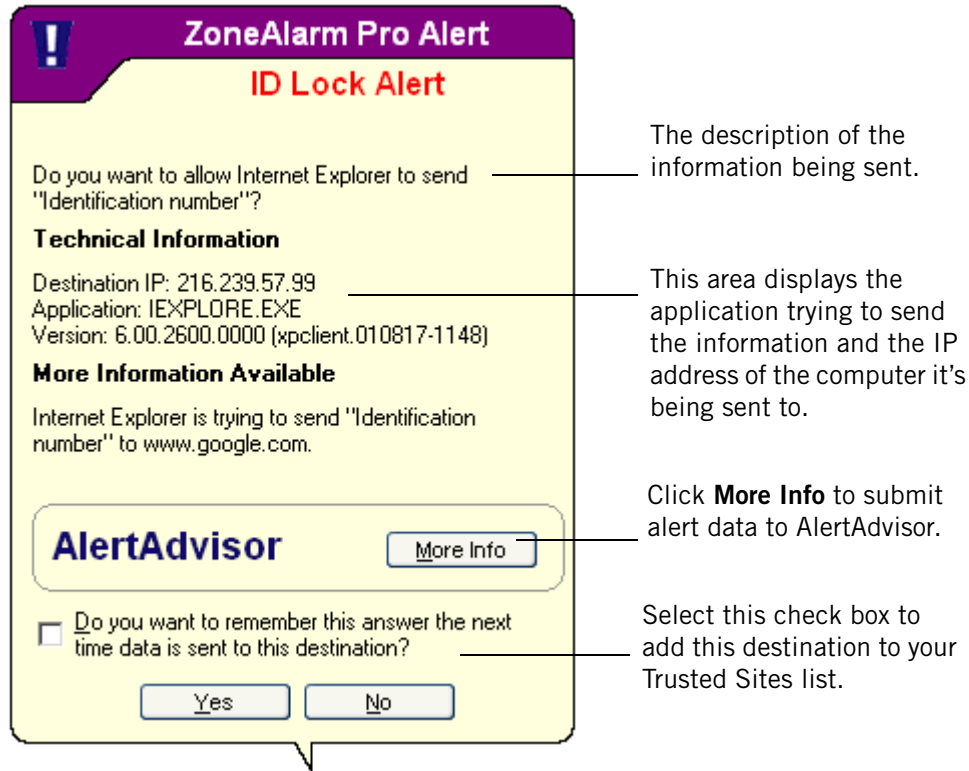 ZoneAlarm Pro Alert
ID Lock Alert
Do you want to allow Internet Explorer to send
"Identification number"?
Technical Information
Destination IP: 216.239.57.99
Application: IEXPLORE.EXE
Version: 6.00.2600.0000 (xpclient.010817-1148)
More Information Available
Internet Explorer is trying to send "Identification
number" to www.google.com.
AlertAdvisor
More Info
Do you want to remember this answer the next
time data is sent to this destination?
Yes
No
The description of the
information being sent.
This area displays the
application trying to send
the information and the IP
address of the computer it's
being sent to.
Click More Info to submit
alert data to AlertAdvisor.
Select this check box to
add this destination to your
Trusted Sites list.